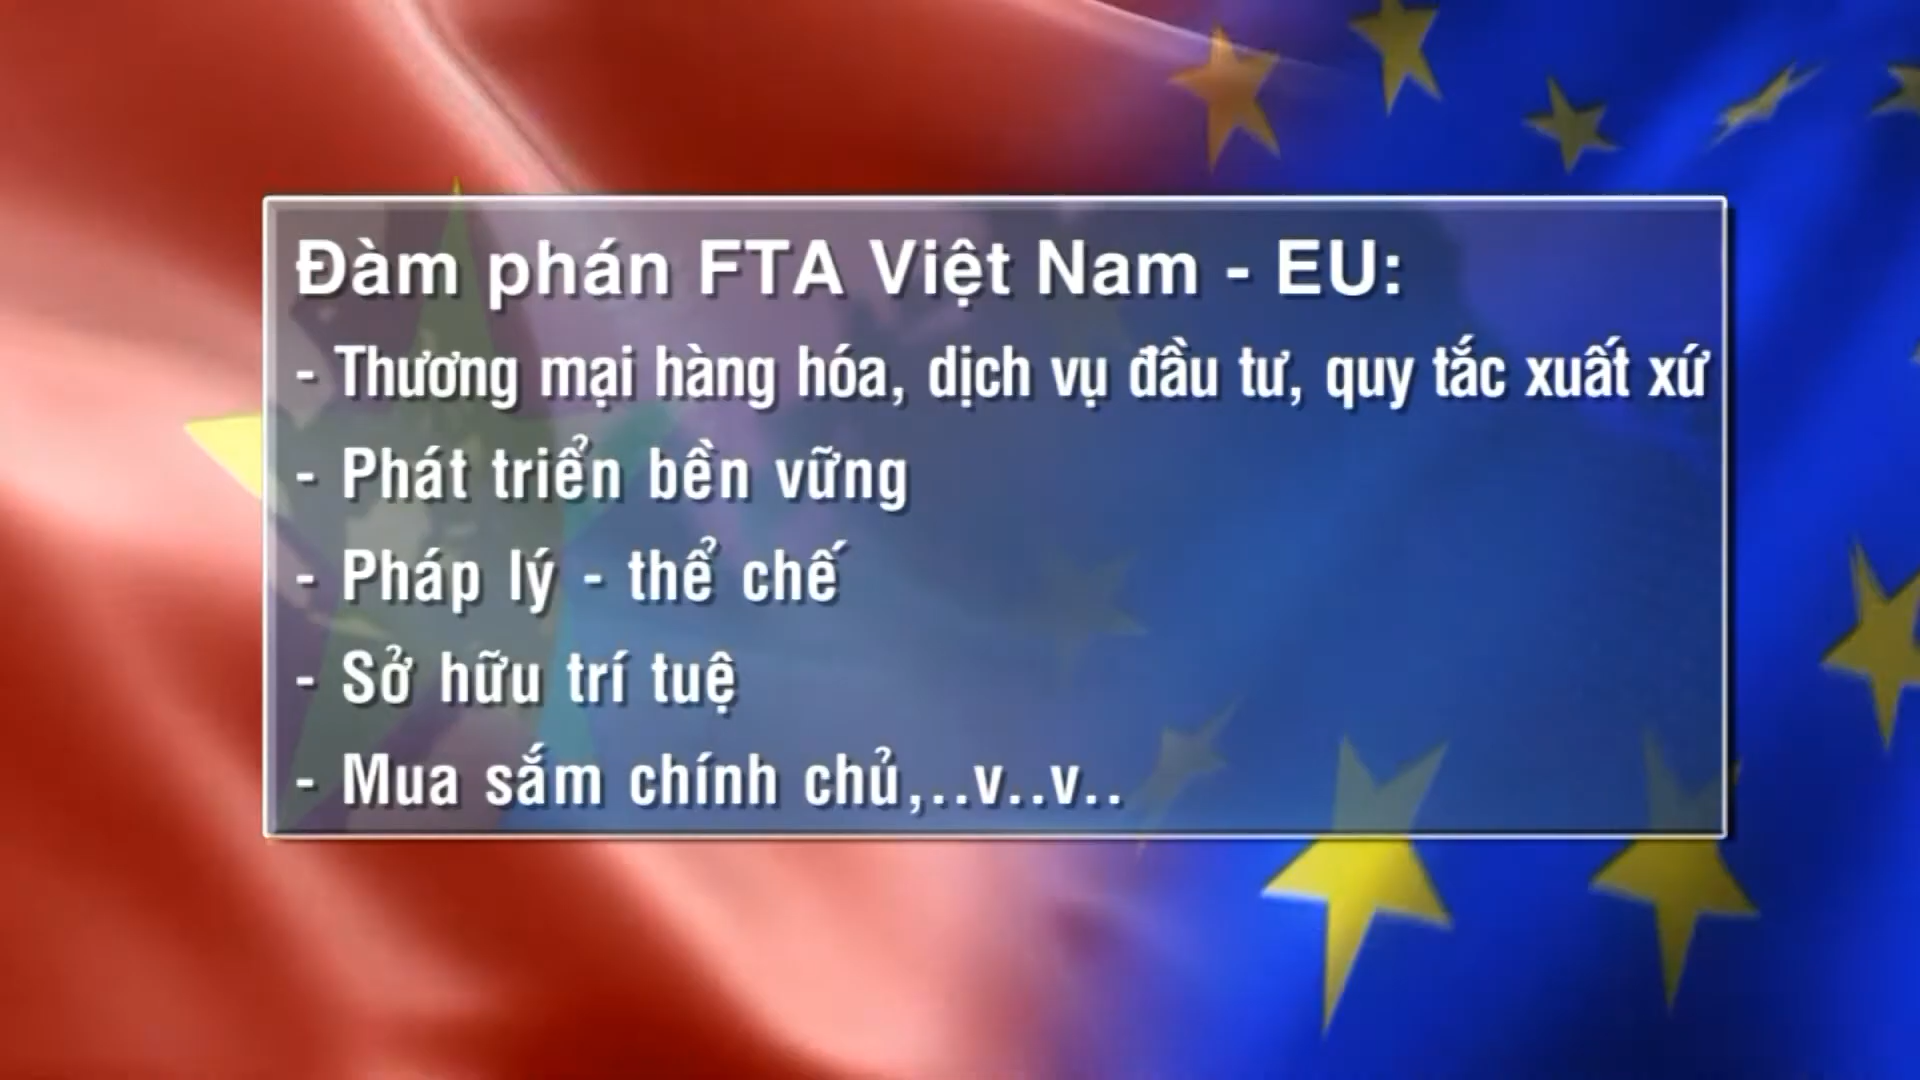 Đàm phán FTA Việt Nam - EU:
- Thương mại hàng hóa, dịch vụ đầu tư, quy tắc xuất xứ
- Phát triển bền vững
- Pháp lý - thể chế
- Sở hữu trí tuệ
- Mua sắm chính chủ,..v..v..